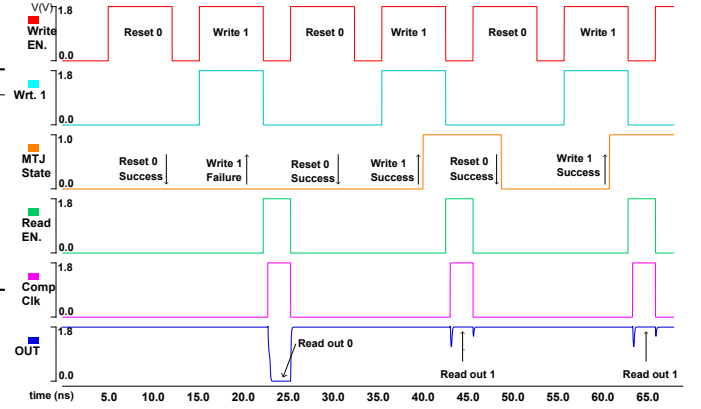 V(V)
1.8
Write
EN.
0.0
Reset 0
Write 1
Reset 0
Write 1
Reset 0
Write 1
1.8
Wrt. 1
0.0
1.0
MTJ
State
0.0
Reset 0
Success
Write 1
Failure
Reset 0
Success
Write 1
Success
Reset 0
Success
Write 1
Success
1.8
Read
EN.
0.0
1.8
Comp
Clk
0.0
1.8
OUT
0.0
Read out 0
Read out 1
Read out 1
time (ns)
5.0 10.0 15.0 20.0 25.0 30.0 35.0 40.0 45.0 50.0 55.0 60.0 65.0